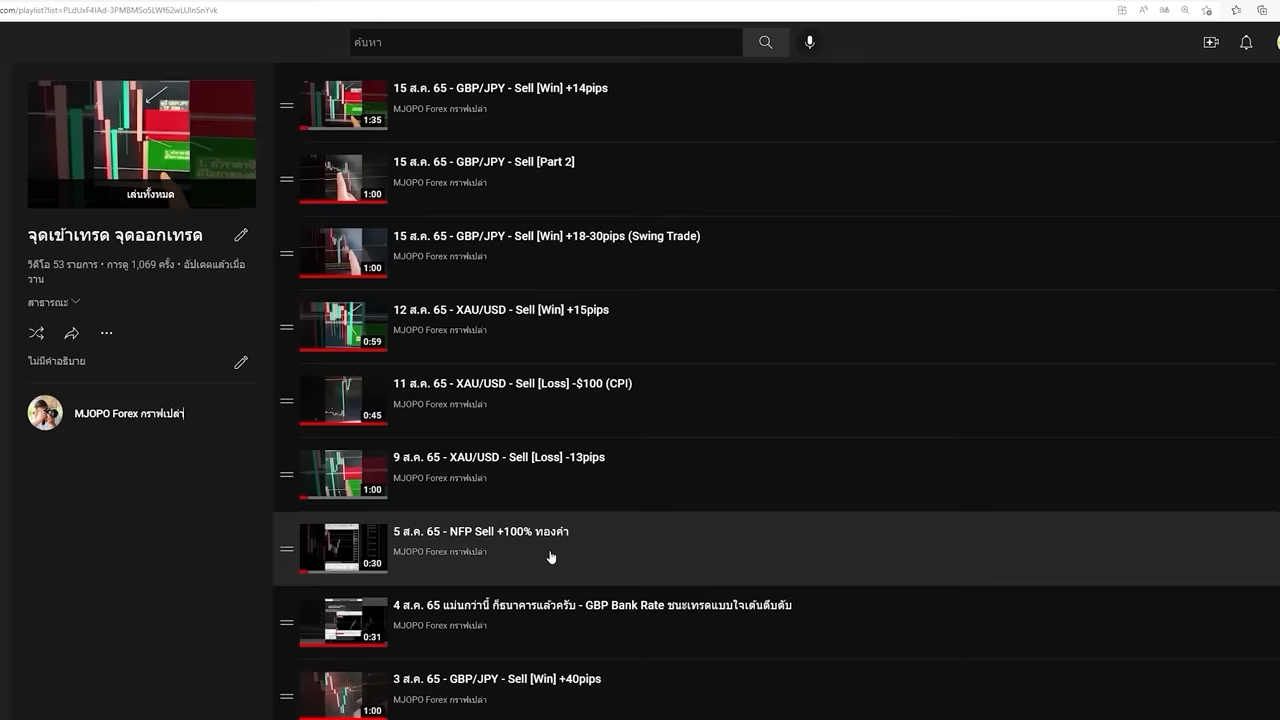 com/playlist?list=PLdUxF4IAd-3PMBMSo5LWf62wLUInSnYvk
ค้นหา
เล่นทั้งหมด
จุดเข้าเทรด จุดออกเทรด
วิดีโอ 53 รายการ • การดู 1,069 ครั้ง • อัปเดตแล้วเมื่อ
วาน
สาธารณะ
ไม่มีคำอธิบาย
MJOPO Forex กราฟเปล่า
15 ส.ค. 65 - GBP/JPY - Sell [Win] +14pips
MJOPO Forex กราฟเปล่า
1:35
15 ส.ค. 65 - GBP/JPY - Sell [Part 2]
MJOPO Forex กราฟเปล่า
1:00
15 ส.ค. 65 - GBP/JPY - Sell [Win] +18-30pips (Swing Trade)
MJOPO Forex กราฟเปล่า
1:00
12 ส.ค. 65 - XAU/USD - Sell [Win] +15pips
MJOPO Forex กราฟเปล่า
0:59
11 ส.ค. 65 - XAU/USD - Sell [Loss] -$100 (CPI)
MJOPO Forex กราฟเปล่า
0:45
9 ส.ค. 65 - XAU/USD - Sell [Loss] -13pips
MJOPO Forex กราฟเปล่า
1:00
5 ส.ค. 65 - NFP Sell +100% ทองคำ
MJOPO Forex กราฟเปล่า
0:30
4 ส.ค. 65 แม่นกว่านี้ ก็ธนาคารแล้วครับ - GBP Bank Rate ชนะเทรดแบบใจเต้นตึบตับ
MJOPO Forex กราฟเปล่า
0:31
3 ส.ค. 65 - GBP/JPY - Sell [Win] +40pips
MJOPO Forex กราฟเปล่า
1:00